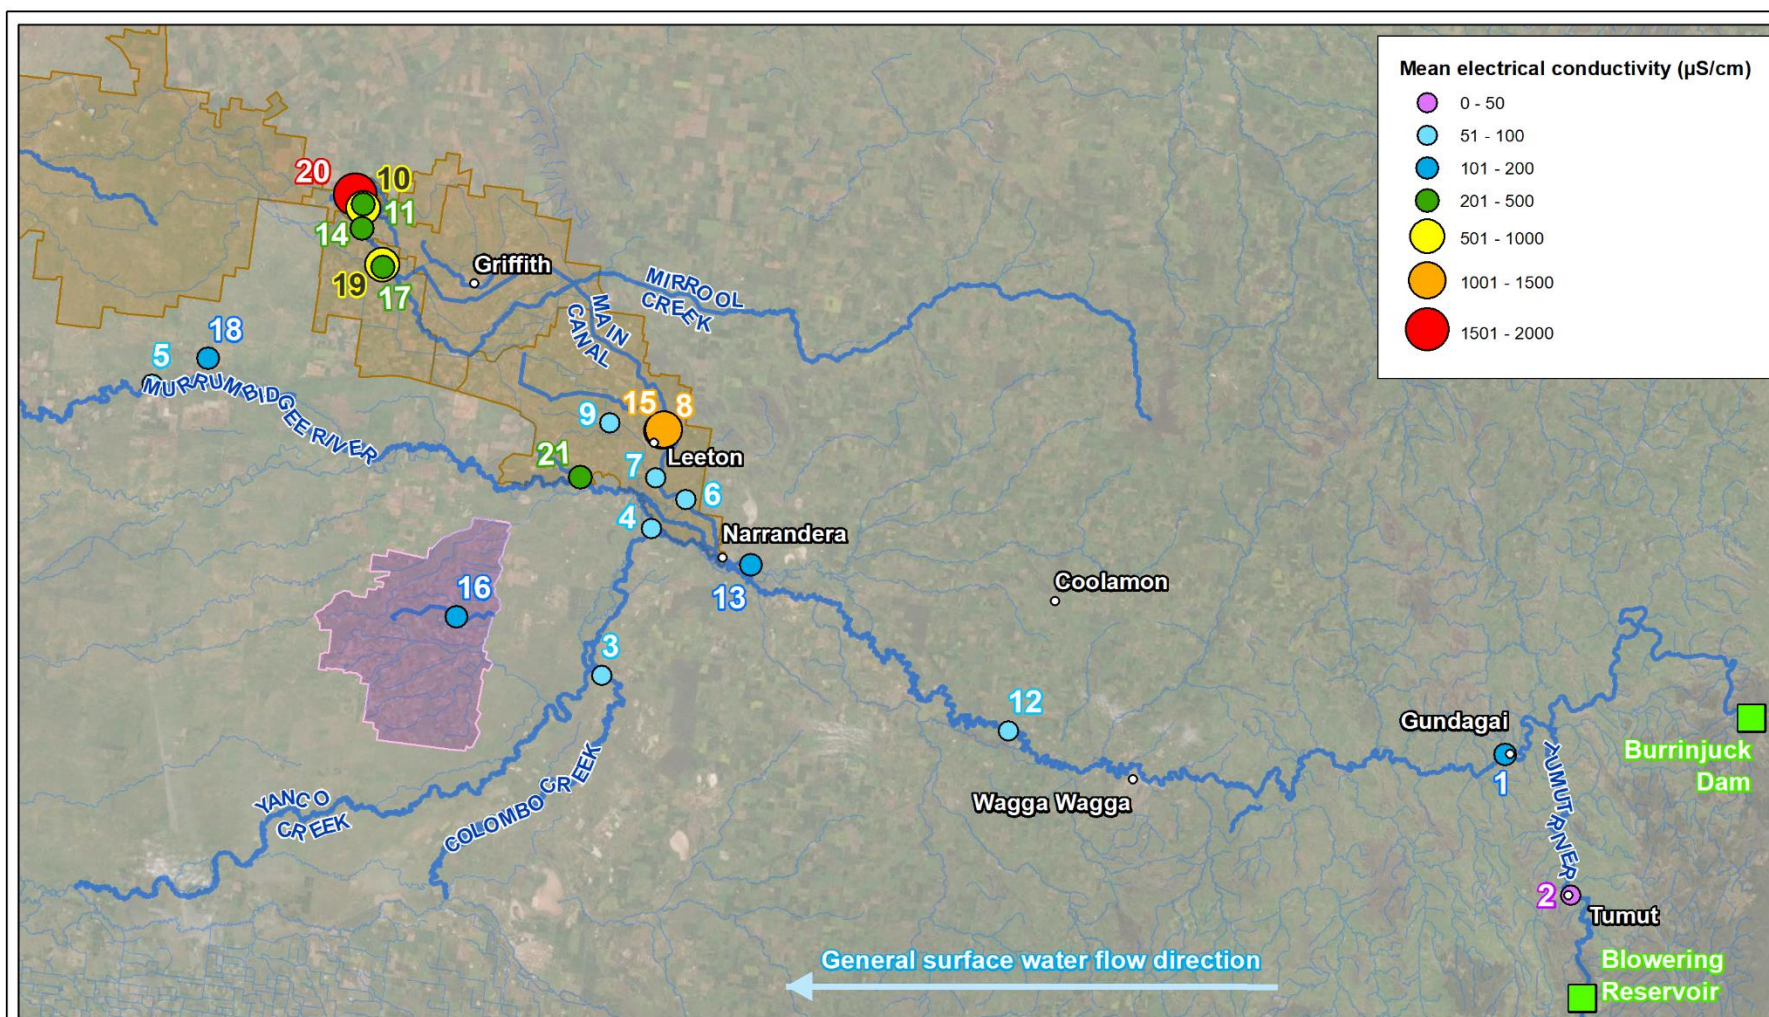 Mean electrical conductivity (µS/cm)
0 - 50
51 - 100
101 - 200
201 - 500
501 - 1000
1001 - 1500
1501 - 2000
20
10
11
14
19
17
Griffith
MIRROOL
CREEK
MAIN
CANAL
18
5
MURRUMBIDGEE RIVER
15
8
9
Leeton
21
7
6
4
Narrandera
13
Coolamon
16
3
12
Gundagai
1
Burrinjuck
Dam
TUMUT RIVER
Wagga Wagga
YANCO
CREEK
COLOMBO CREEK
2
Tumut
General surface water flow direction
Blowering
Reservoir